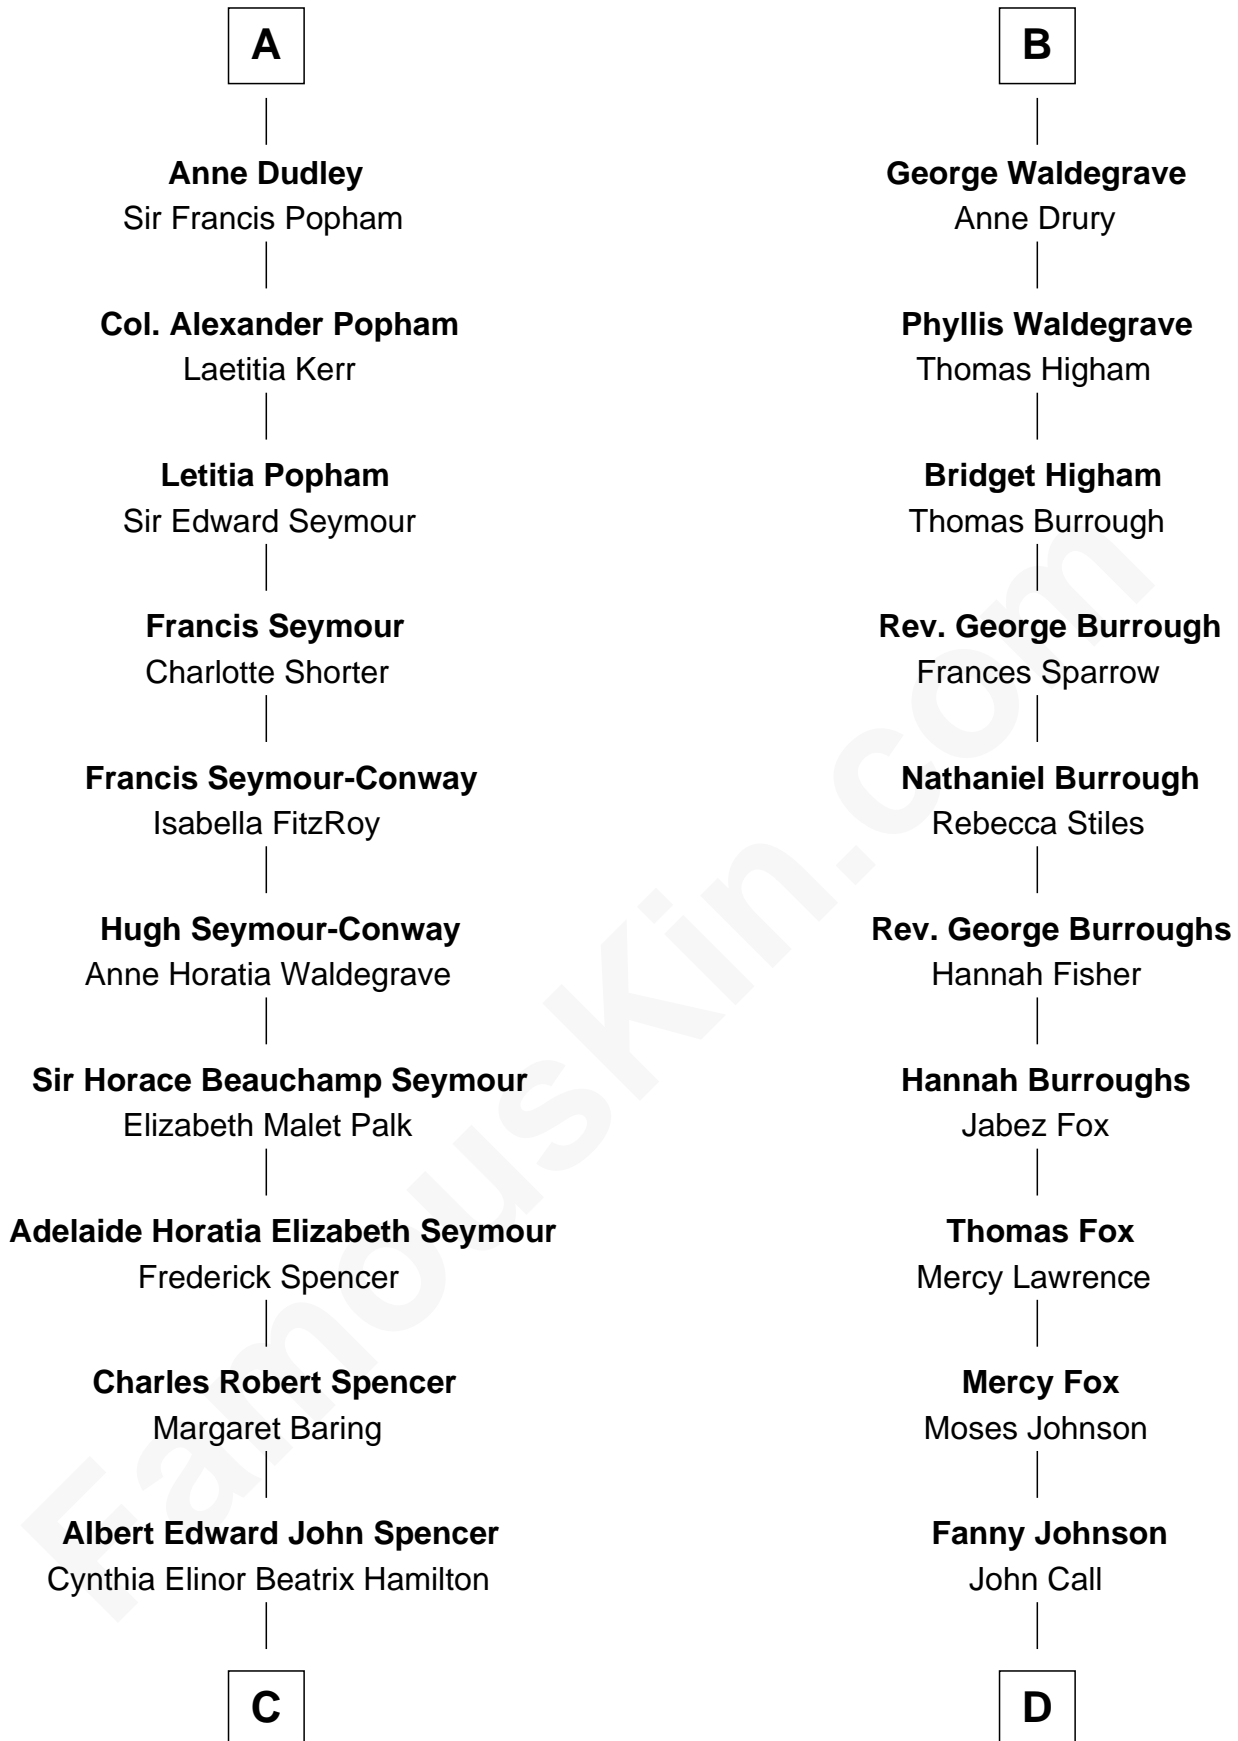 A
Anne Dudley
Sir Francis Popham
Col. Alexander Popham
Laetitia Kerr
Letitia Popham
Sir Edward Seymour
Francis Seymour
Charlotte Shorter
Francis Seymour-Conway
Isabella FitzRoy
Hugh Seymour-Conway
Anne Horatia Waldegrave
Sir Horace Beauchamp Seymour
Elizabeth Malet Palk
Adelaide Horatia Elizabeth Seymour
Frederick Spencer
Charles Robert Spencer
Margaret Baring
Albert Edward John Spencer
Cynthia Elinor Beatrix Hamilton
C
B
George Waldegrave
Anne Drury
Phyllis Waldegrave
Thomas Higham
Bridget Higham
Thomas Burrough
Rev. George Burrough
Frances Sparrow
Nathaniel Burrough
Rebecca Stiles
Rev. George Burroughs
Hannah Fisher
Hannah Burroughs
Jabez Fox
Thomas Fox
Mercy Lawrence
Mercy Fox
Moses Johnson
Fanny Johnson
John Call
D
FamousKin.com